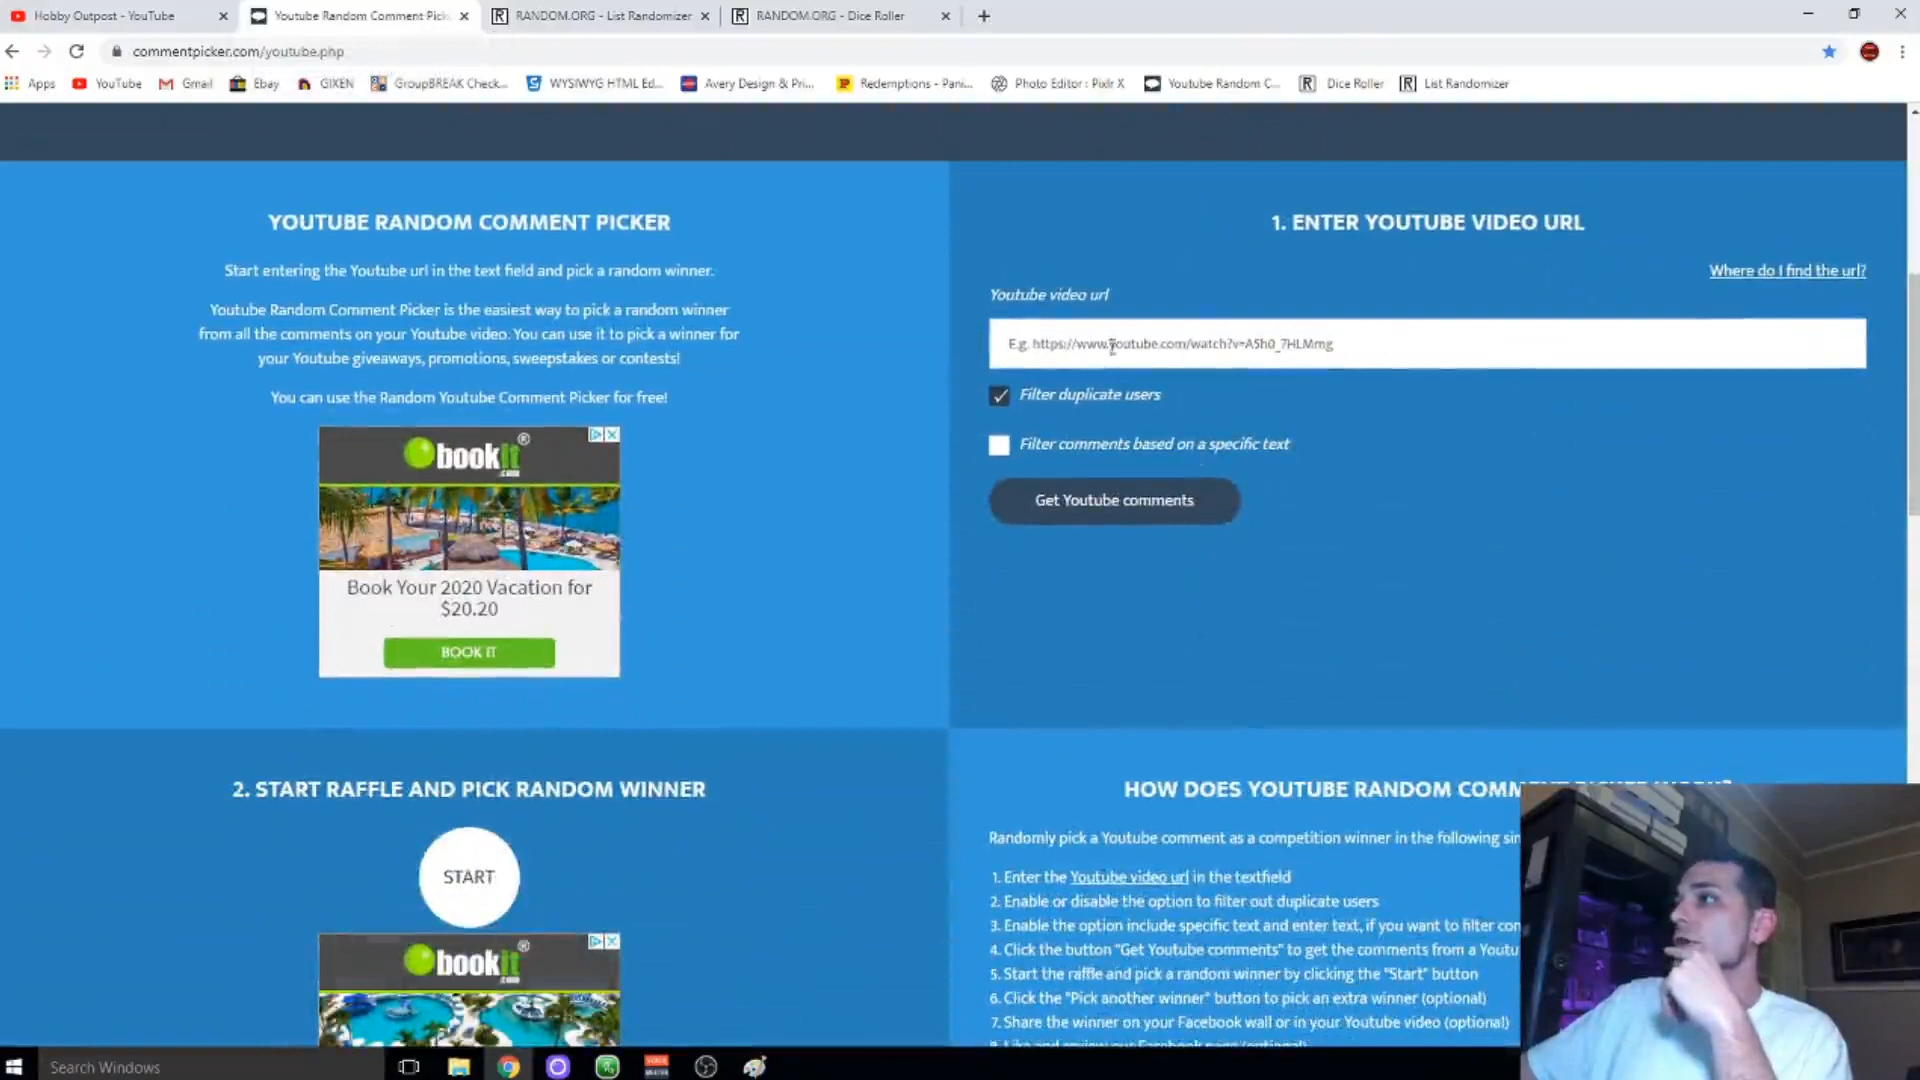 Hobby Outpost - YouTube
Youtube Random Comment Pick
RANDOM.ORG - List Randomizer
RANDOM.ORG - Dice Roller
commentpicker.com/youtube.php
Apps
YouTube
Gmail
Ebay
GIXEN
GroupBREAK Check...
WYSIWYG HTML Ed...
Avery Design & Pri...
Redemptions - Pani...
Photo Editor : Pixlr X
Youtube Random C...
Dice Roller
List Randomizer
YOUTUBE RANDOM COMMENT PICKER
Start entering the Youtube url in the text field and pick a random winner.
Youtube Random Comment Picker is the easiest way to pick a random winner
from all the comments on your Youtube video. You can use it to pick a winner for
your Youtube giveaways, promotions, sweepstakes or contests!
You can use the Random Youtube Comment Picker for free!
bookit®
.com
Book Your 2020 Vacation for
$20.20
BOOK IT
1. ENTER YOUTUBE VIDEO URL
Where do I find the url?
Youtube video url
E.g. https://www.youtube.com/watch?v=A5h0_7HLMmg
Filter duplicate users
Filter comments based on a specific text
Get Youtube comments
2. START RAFFLE AND PICK RANDOM WINNER
START
bookit®
.com
HOW DOES YOUTUBE RANDOM COMM
Randomly pick a Youtube comment as a competition winner in the following sim
1. Enter the Youtube video url in the textfield
2. Enable or disable the option to filter out duplicate users
3. Enable the option include specific text and enter text, if you want to filter con
4. Click the button "Get Youtube comments" to get the comments from a Youtu
5. Start the raffle and pick a random winner by clicking the "Start" button
6. Click the "Pick another winner" button to pick an extra winner (optional)
7. Share the winner on your Facebook wall or in your Youtube video (optional)
8. Like and review our Facebook page (optional)
Search Windows